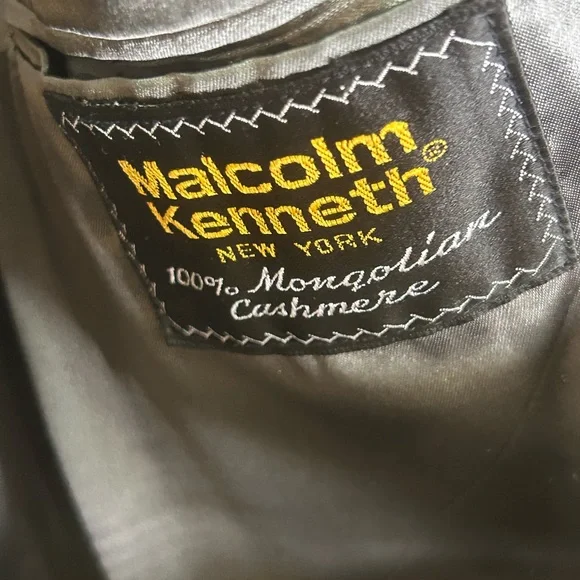 Malcolm®
Kenneth
NEW YORK
100% Mongolian
Cashmere